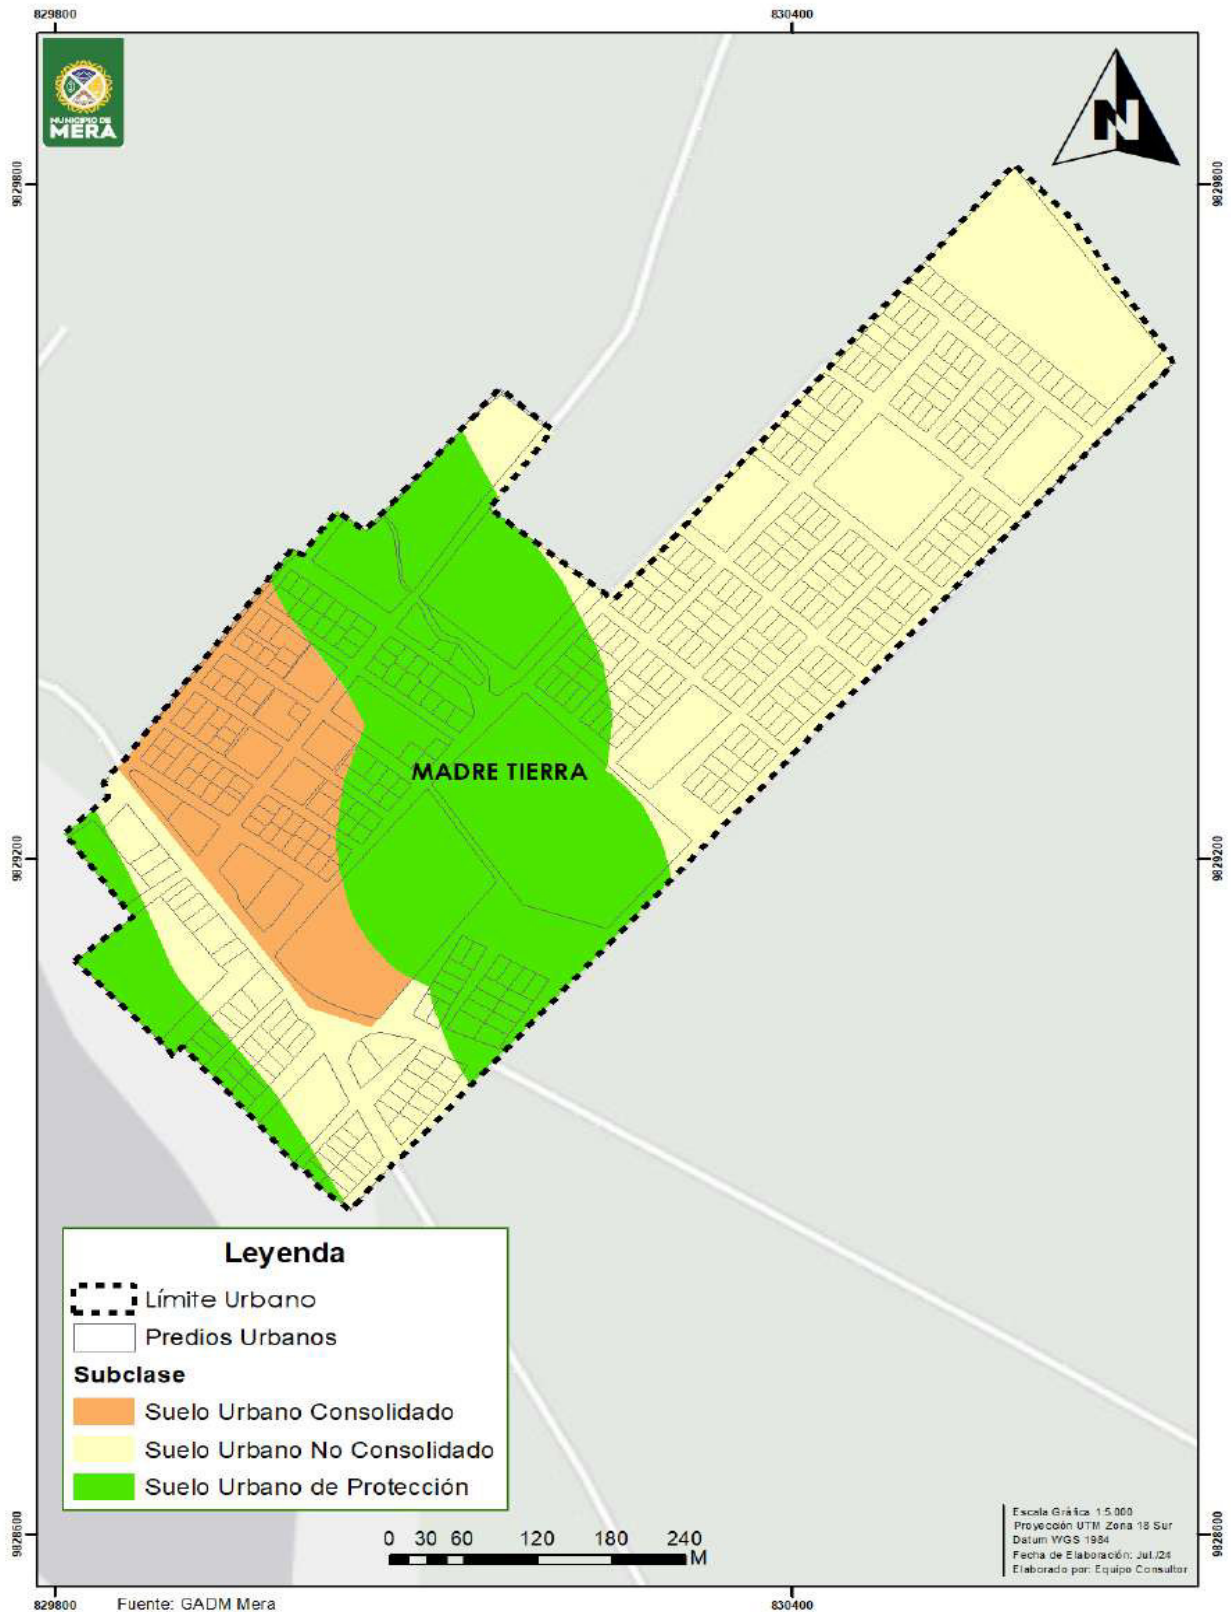 829800
830400
MUNICIPIO DE
MERA
N
9829800
9829800
MADRE TIERRA
9829200
9829200
Leyenda
Límite Urbano
Predios Urbanos
Subclase
Suelo Urbano Consolidado
Suelo Urbano No Consolidado
Suelo Urbano de Protección
0 30 60 120 180 240
M
Escala Gráfica 1:5.000
Proyección UTM Zona 18 Sur
Datum WGS 1984
Fecha de Elaboración: Jul./24
Elaborado por: Equipo Consultor
9828600
9828600
829800
Fuente: GADM Mera
830400